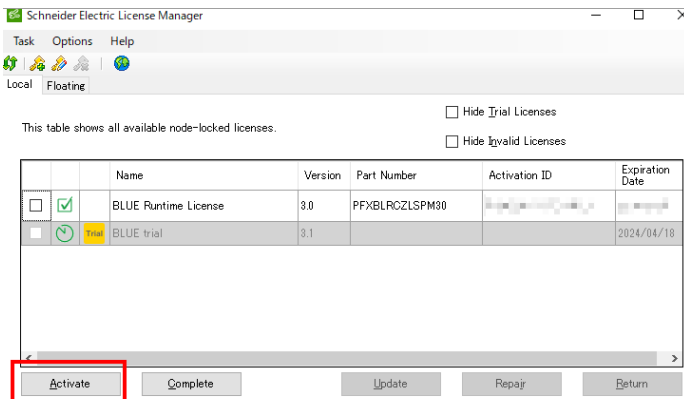 Schneider Electric License Manager
Task Options Help
Local Floating
Hide Trial Licenses
This table shows all available node-locked licenses.
Hide Invalid Licenses
Name Version Part Number Activation ID Expiration Date
BLUE Runtime License 3.0 PFXBLRCZLSPM30
Trial BLUE trial 3.1 2024/04/18
Activate Complete Update Repair Return